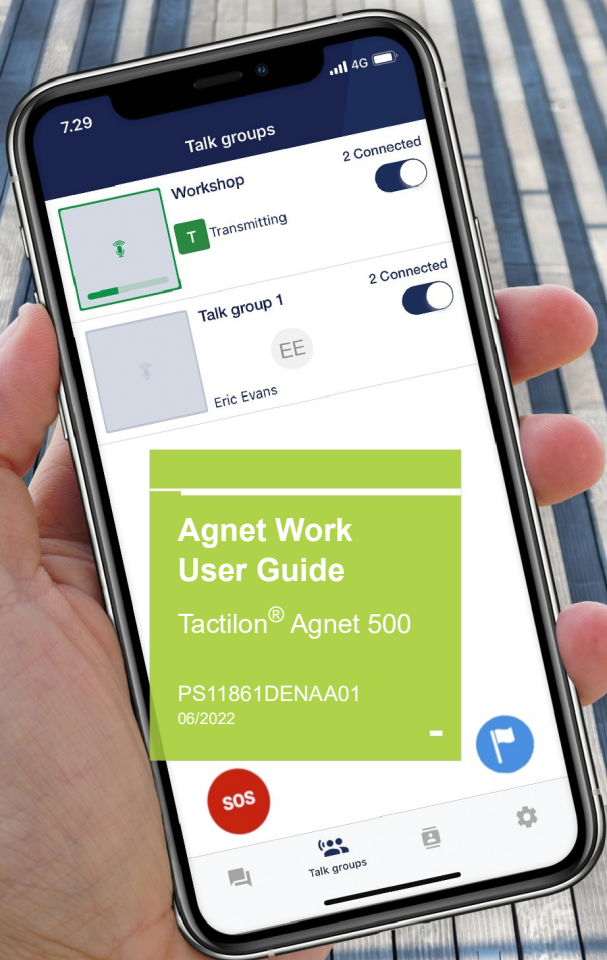 7.29
4G
Talk groups
Workshop
2 Connected
T
Transmitting
Talk group 1
2 Connected
EE
Eric Evans
Agnet Work
User Guide
Tactilon® Agnet 500
PS11861DENAA01
06/2022
-
SOS
Talk groups